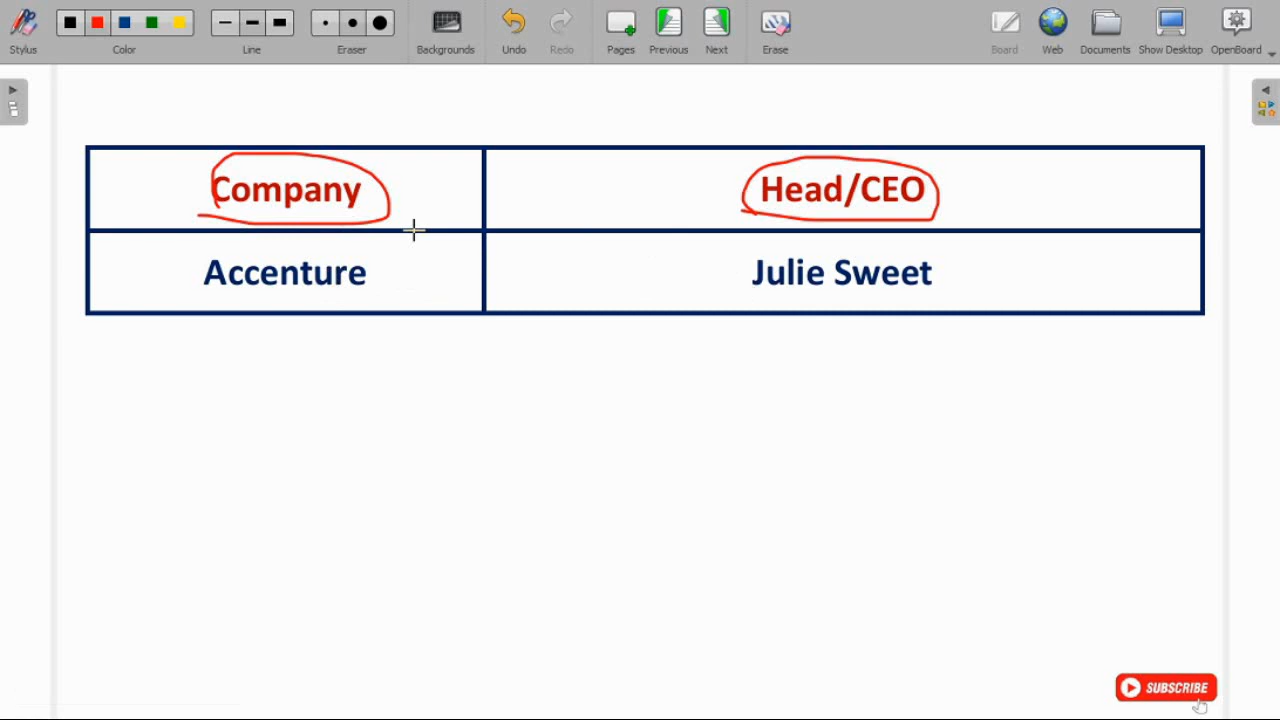 Stylus Color Line Eraser Backgrounds Undo Redo Pages Previous Next Erase Board Web Documents Show Desktop OpenBoard
Company Head/CEO
Accenture Julie Sweet
SUBSCRIBE